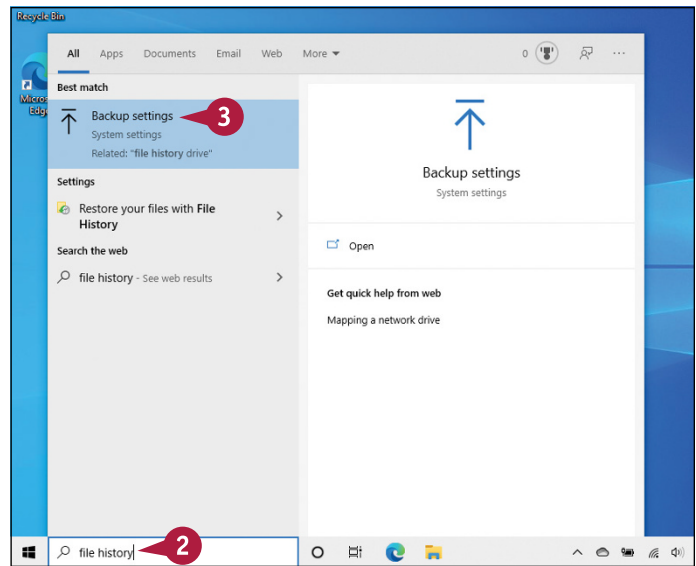 Recycle Bin
Micros
Edge
All Apps Documents Email Web More 0
Best match
Backup settings
System settings
Related: "file history drive"
3
Settings
Restore your files with File
History
Search the web
file history - See web results
Backup settings
System settings
Open
Get quick help from web
Mapping a network drive
file history
2